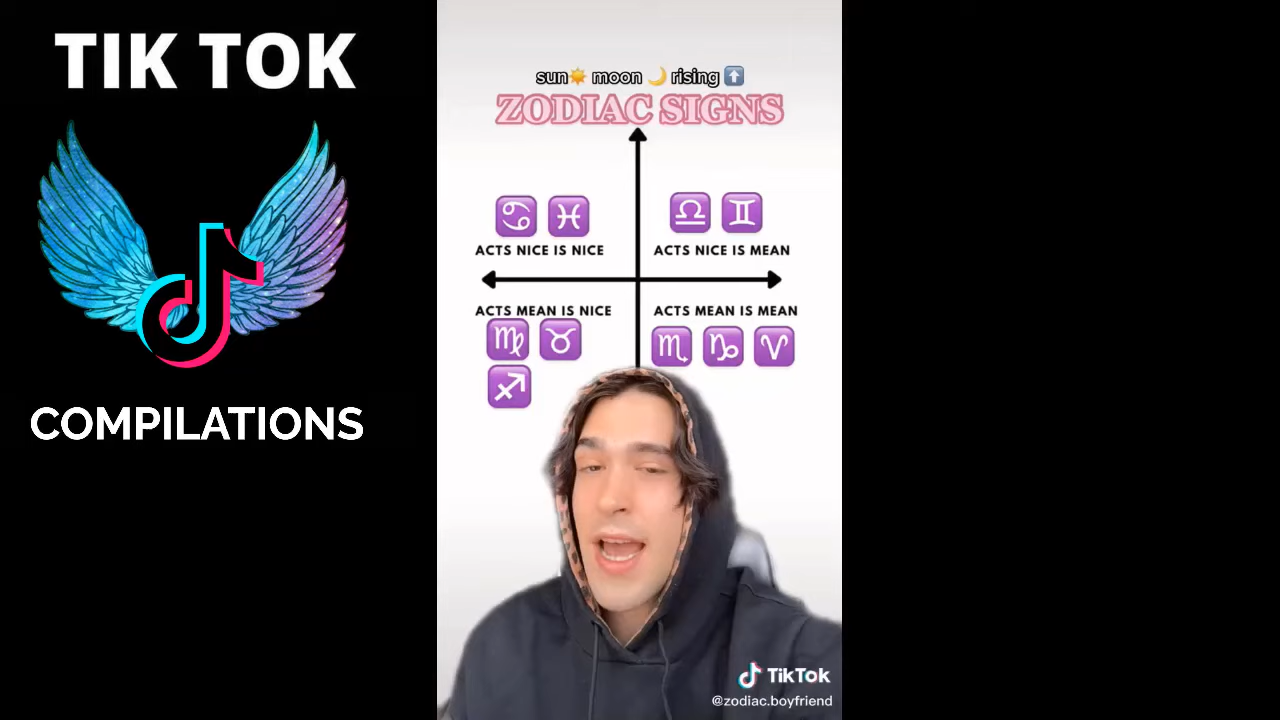 TIK TOK
COMPILATIONS
sun☀️ moon 🌙 rising ⬆️
ZODIAC SIGNS
♋ ♓
♎ ♊
ACTS NICE IS NICE
ACTS NICE IS MEAN
ACTS MEAN IS NICE
ACTS MEAN IS MEAN
♍ ♉
♏ ♑ ♈
♐
TikTok
@zodiac.boyfriend